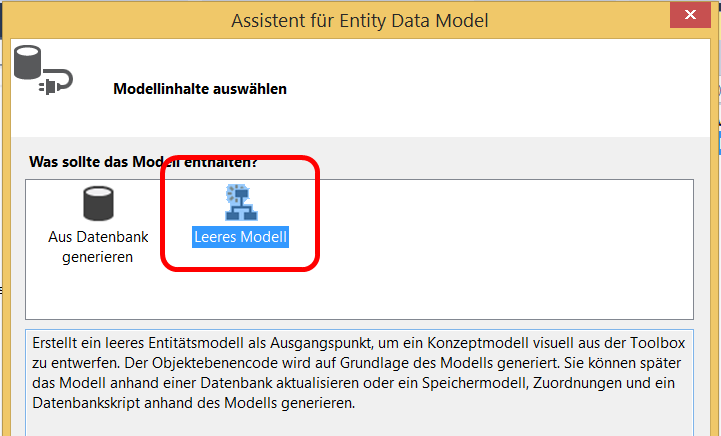 Assistent für Entity Data Model
Modellinhalte auswählen
Was sollte das Modell enthalten?
Aus Datenbank
generieren
Leeres Modell
Erstellt ein leeres Entitätsmodell als Ausgangspunkt, um ein Konzeptmodell visuell aus der Toolbox
zu entwerfen. Der Objektebenencode wird auf Grundlage des Modells generiert. Sie können später
das Modell anhand einer Datenbank aktualisieren oder ein Speichermodell, Zuordnungen und ein
Datenbankskript anhand des Modells generieren.